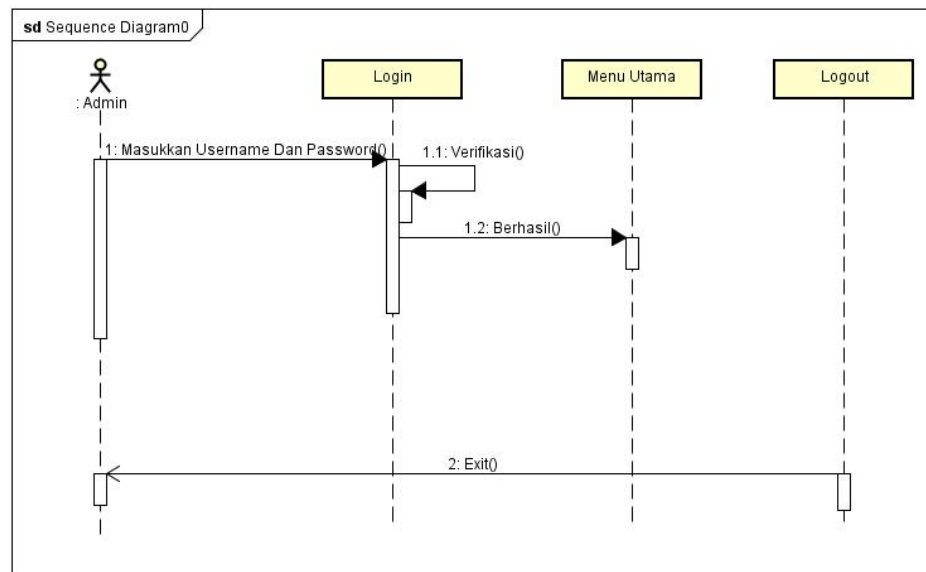 sd Sequence Diagram0
: Admin
Login
Menu Utama
Logout
1: Masukkan Username Dan Password()
1.1: Verifikasi()
1.2: Berhasil()
2: Exit()